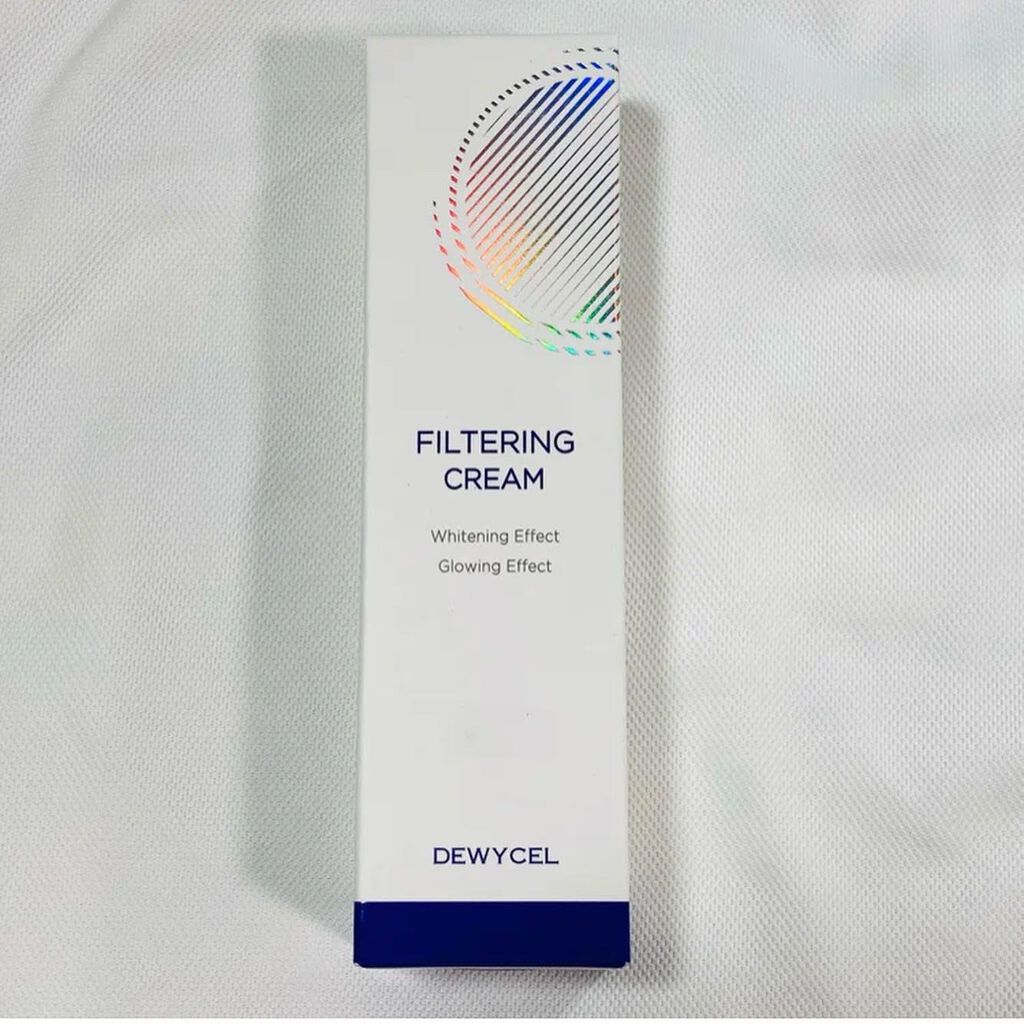 FILTERING
CREAM
Whitening Effect
Glowing Effect
DEWYCEL